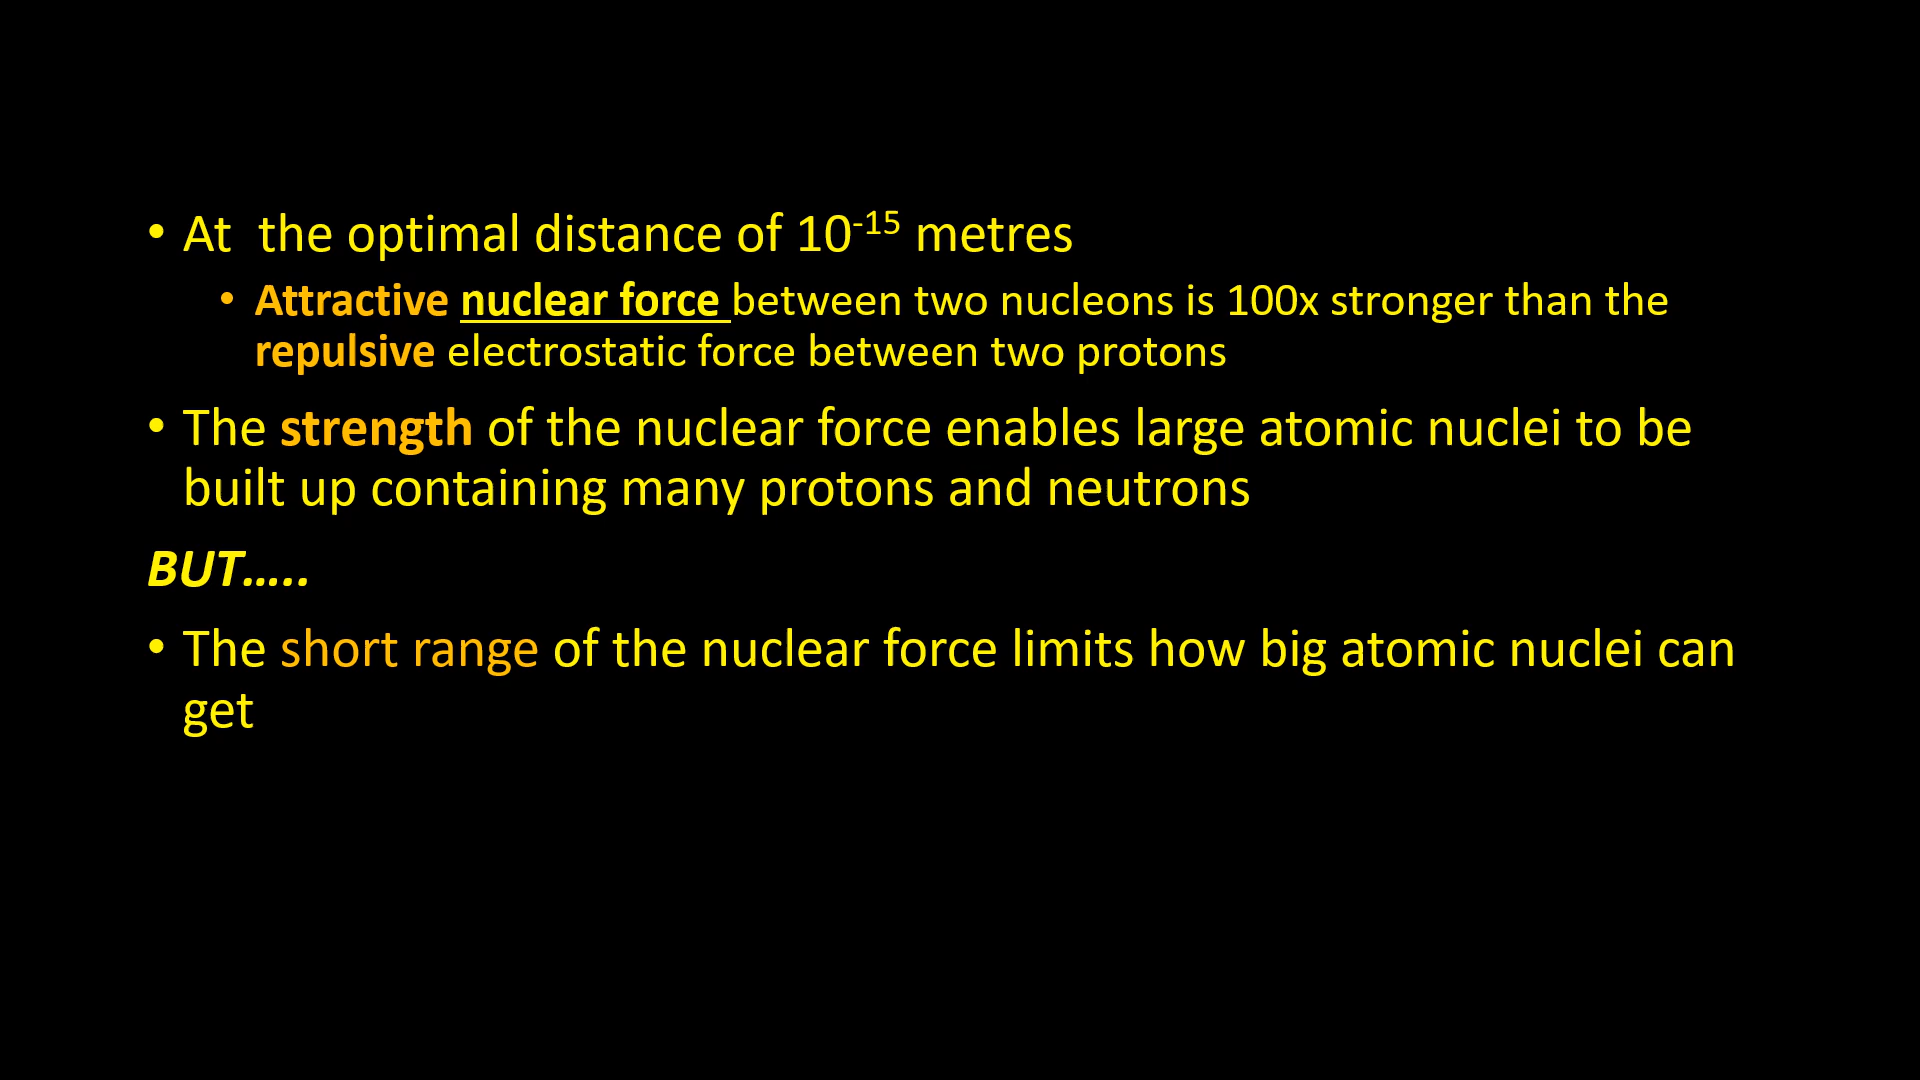 • At  the optimal distance of 10⁻¹⁵ metres
• Attractive nuclear force between two nucleons is 100x stronger than the
repulsive electrostatic force between two protons
• The strength of the nuclear force enables large atomic nuclei to be
built up containing many protons and neutrons
BUT…..
• The short range of the nuclear force limits how big atomic nuclei can
get